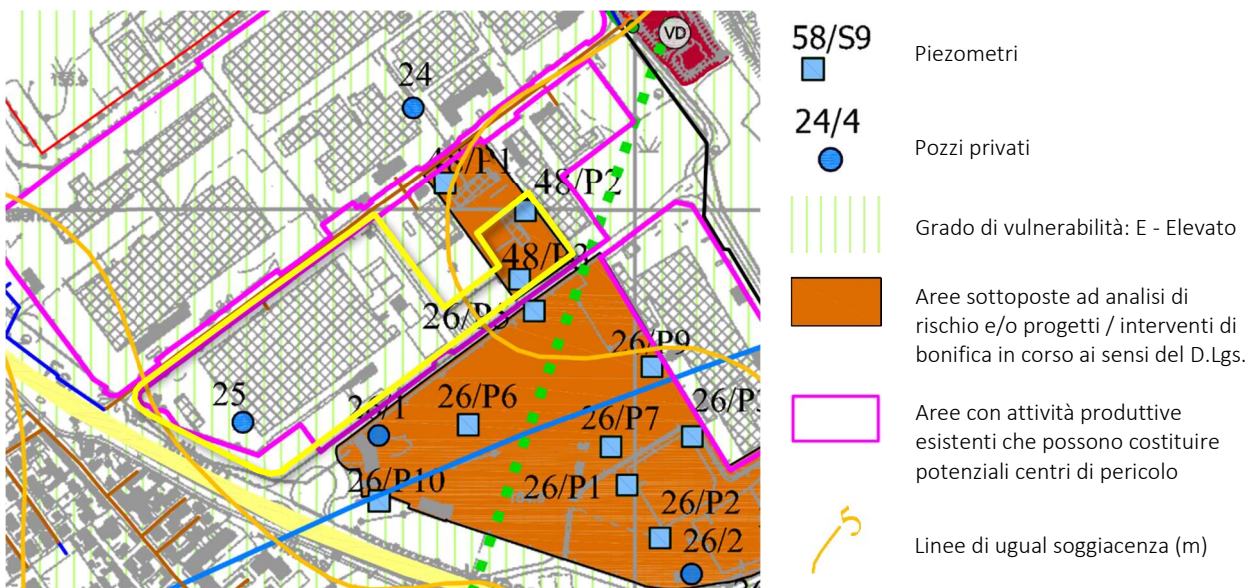 VD
24
48/P1
48/P2
48/P3
26/P5
26/P9
25
26/1
26/P6
26/P7
26/P10
26/P1
26/P2
26/2
58/S9
Piezometri
24/4
Pozzi privati
Grado di vulnerabilità: E - Elevato
Aree sottoposte ad analisi di
rischio e/o progetti / interventi di
bonifica in corso ai sensi del D.Lgs.
Aree con attività produttive
esistenti che possono costituire
potenziali centri di pericolo
5
Linee di ugual soggiacenza (m)